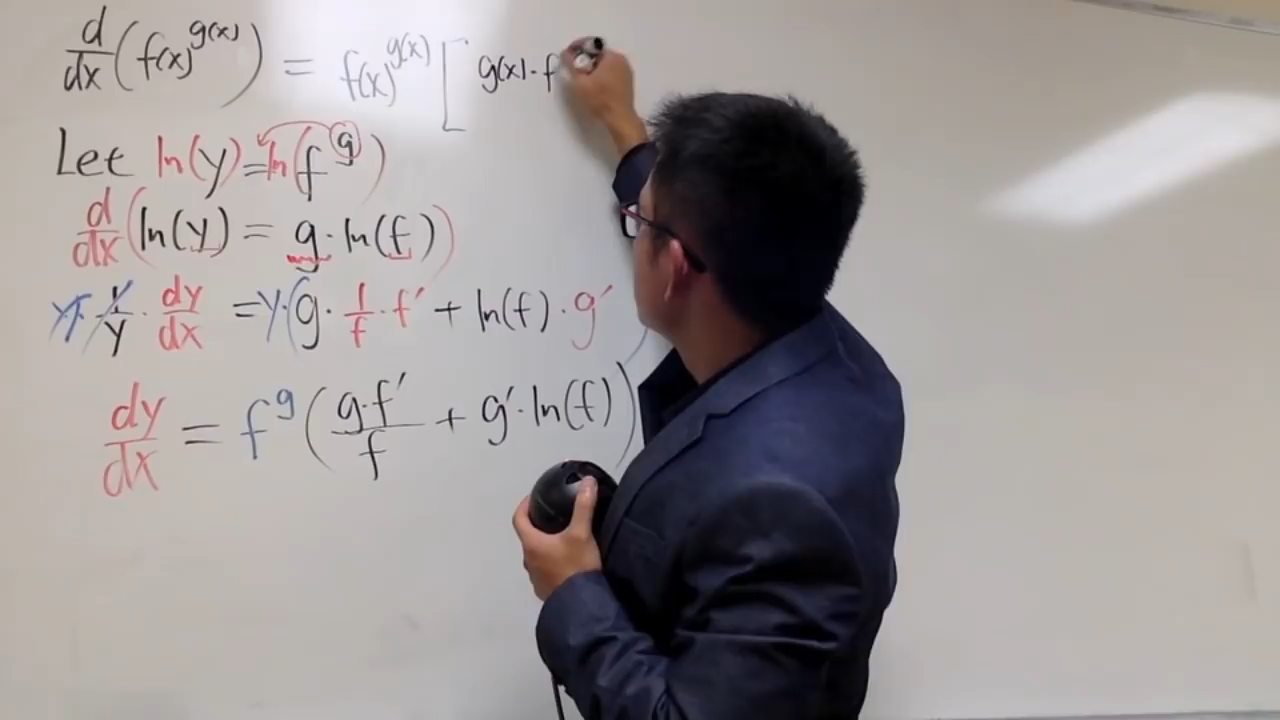 d/dx (f(x)^g(x)) = f(x)^g(x) [ g(x)·f
Let ln(y)=ln(f^g)
d/dx (ln(y) = g·ln(f))
y· 1/y · dy/dx = y·(g· 1/f · f' + ln(f)·g'
dy/dx = f^g ( g·f'/f + g'·ln(f))